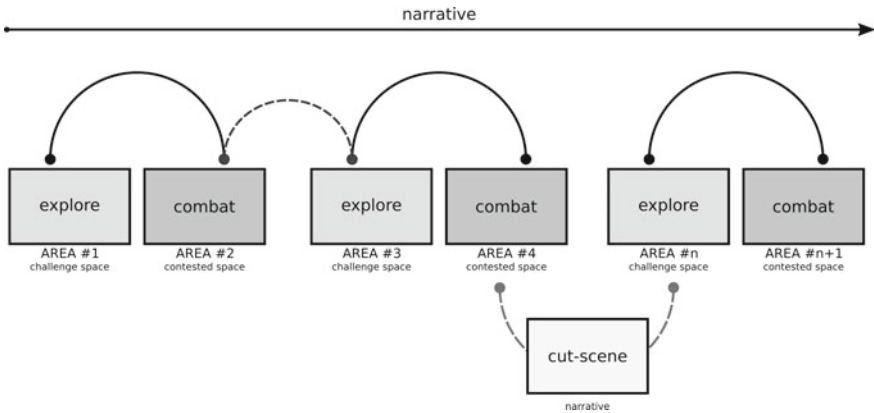 narrative
explore
combat
explore
combat
explore
combat
AREA #1
AREA #2
AREA #3
AREA #4
AREA #n
AREA #n+1
challenge space
contested space
challenge space
contested space
challenge space
contested space
cut-scene
narrative